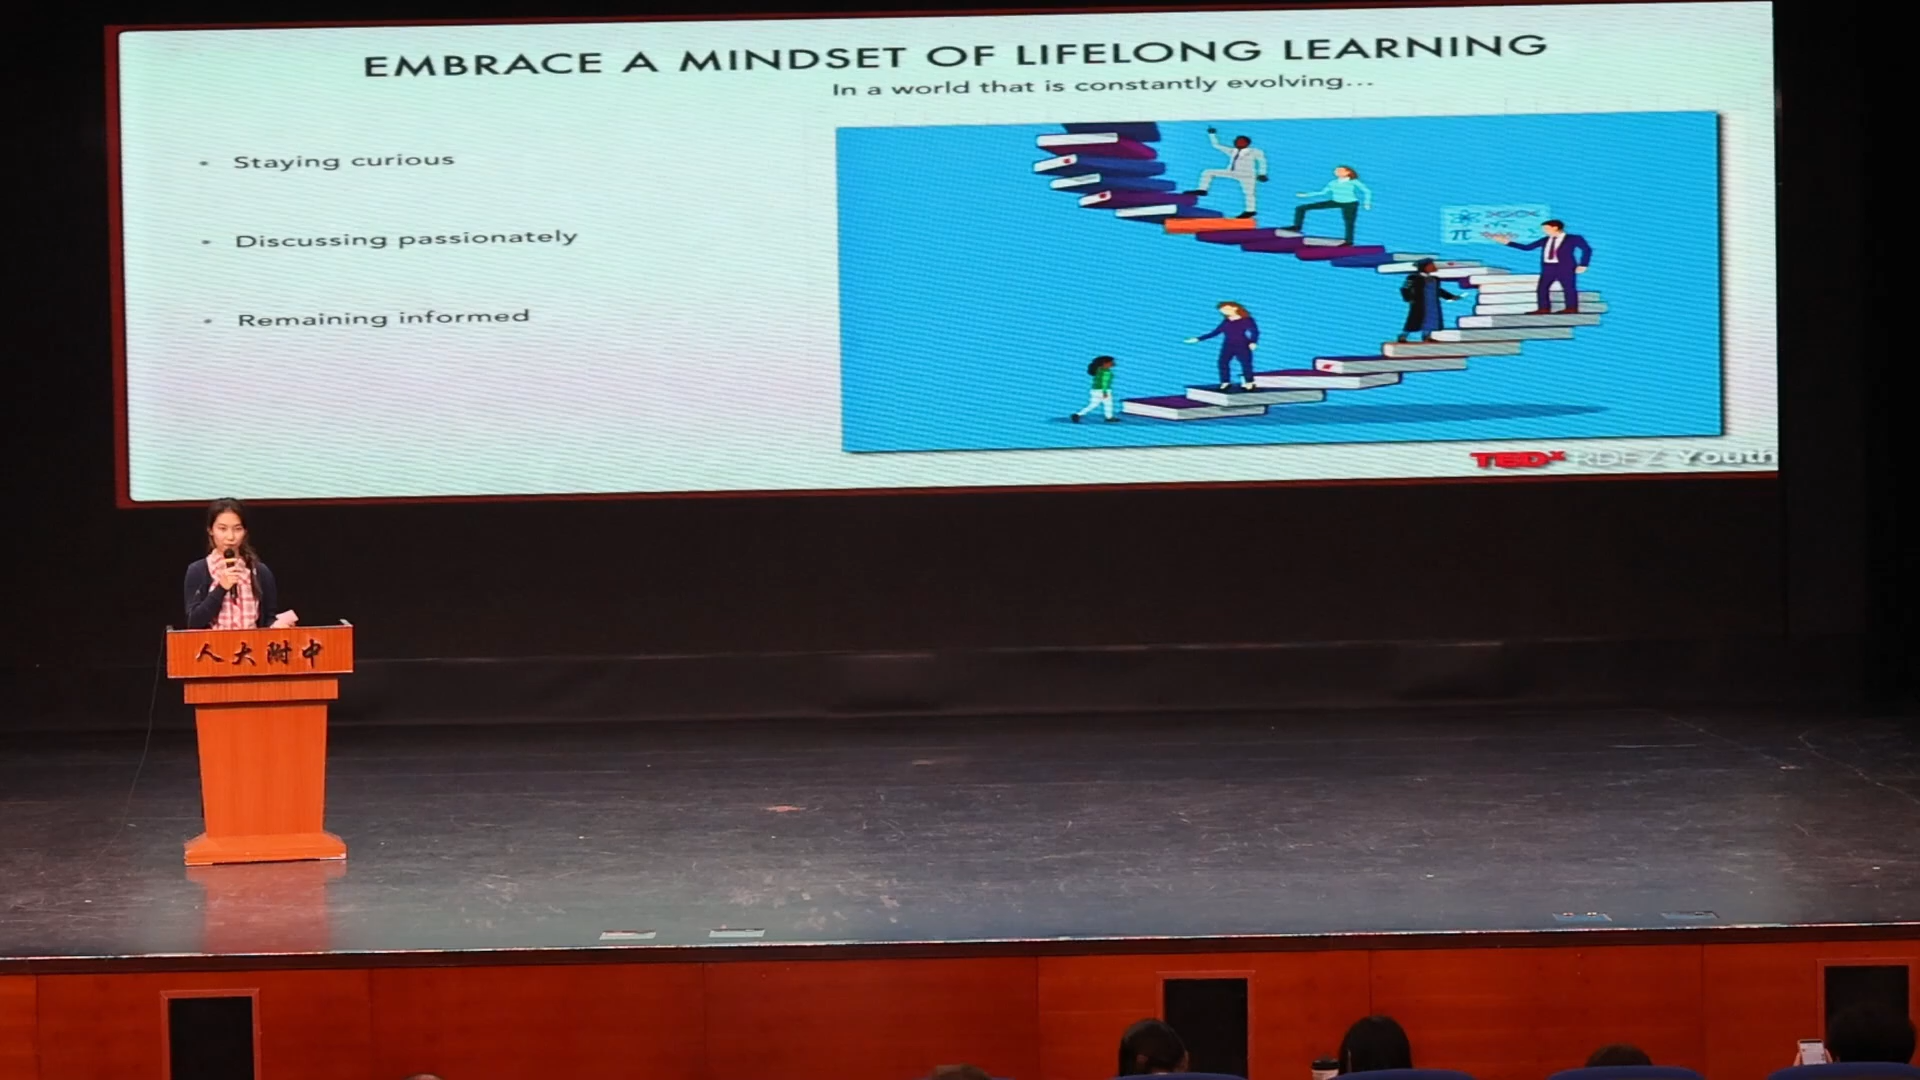 EMBRACE A MINDSET OF LIFELONG LEARNING
In a world that is constantly evolving...
• Staying curious
• Discussing passionately
• Remaining informed
π
TEDx RDFZ Youth
人大附中